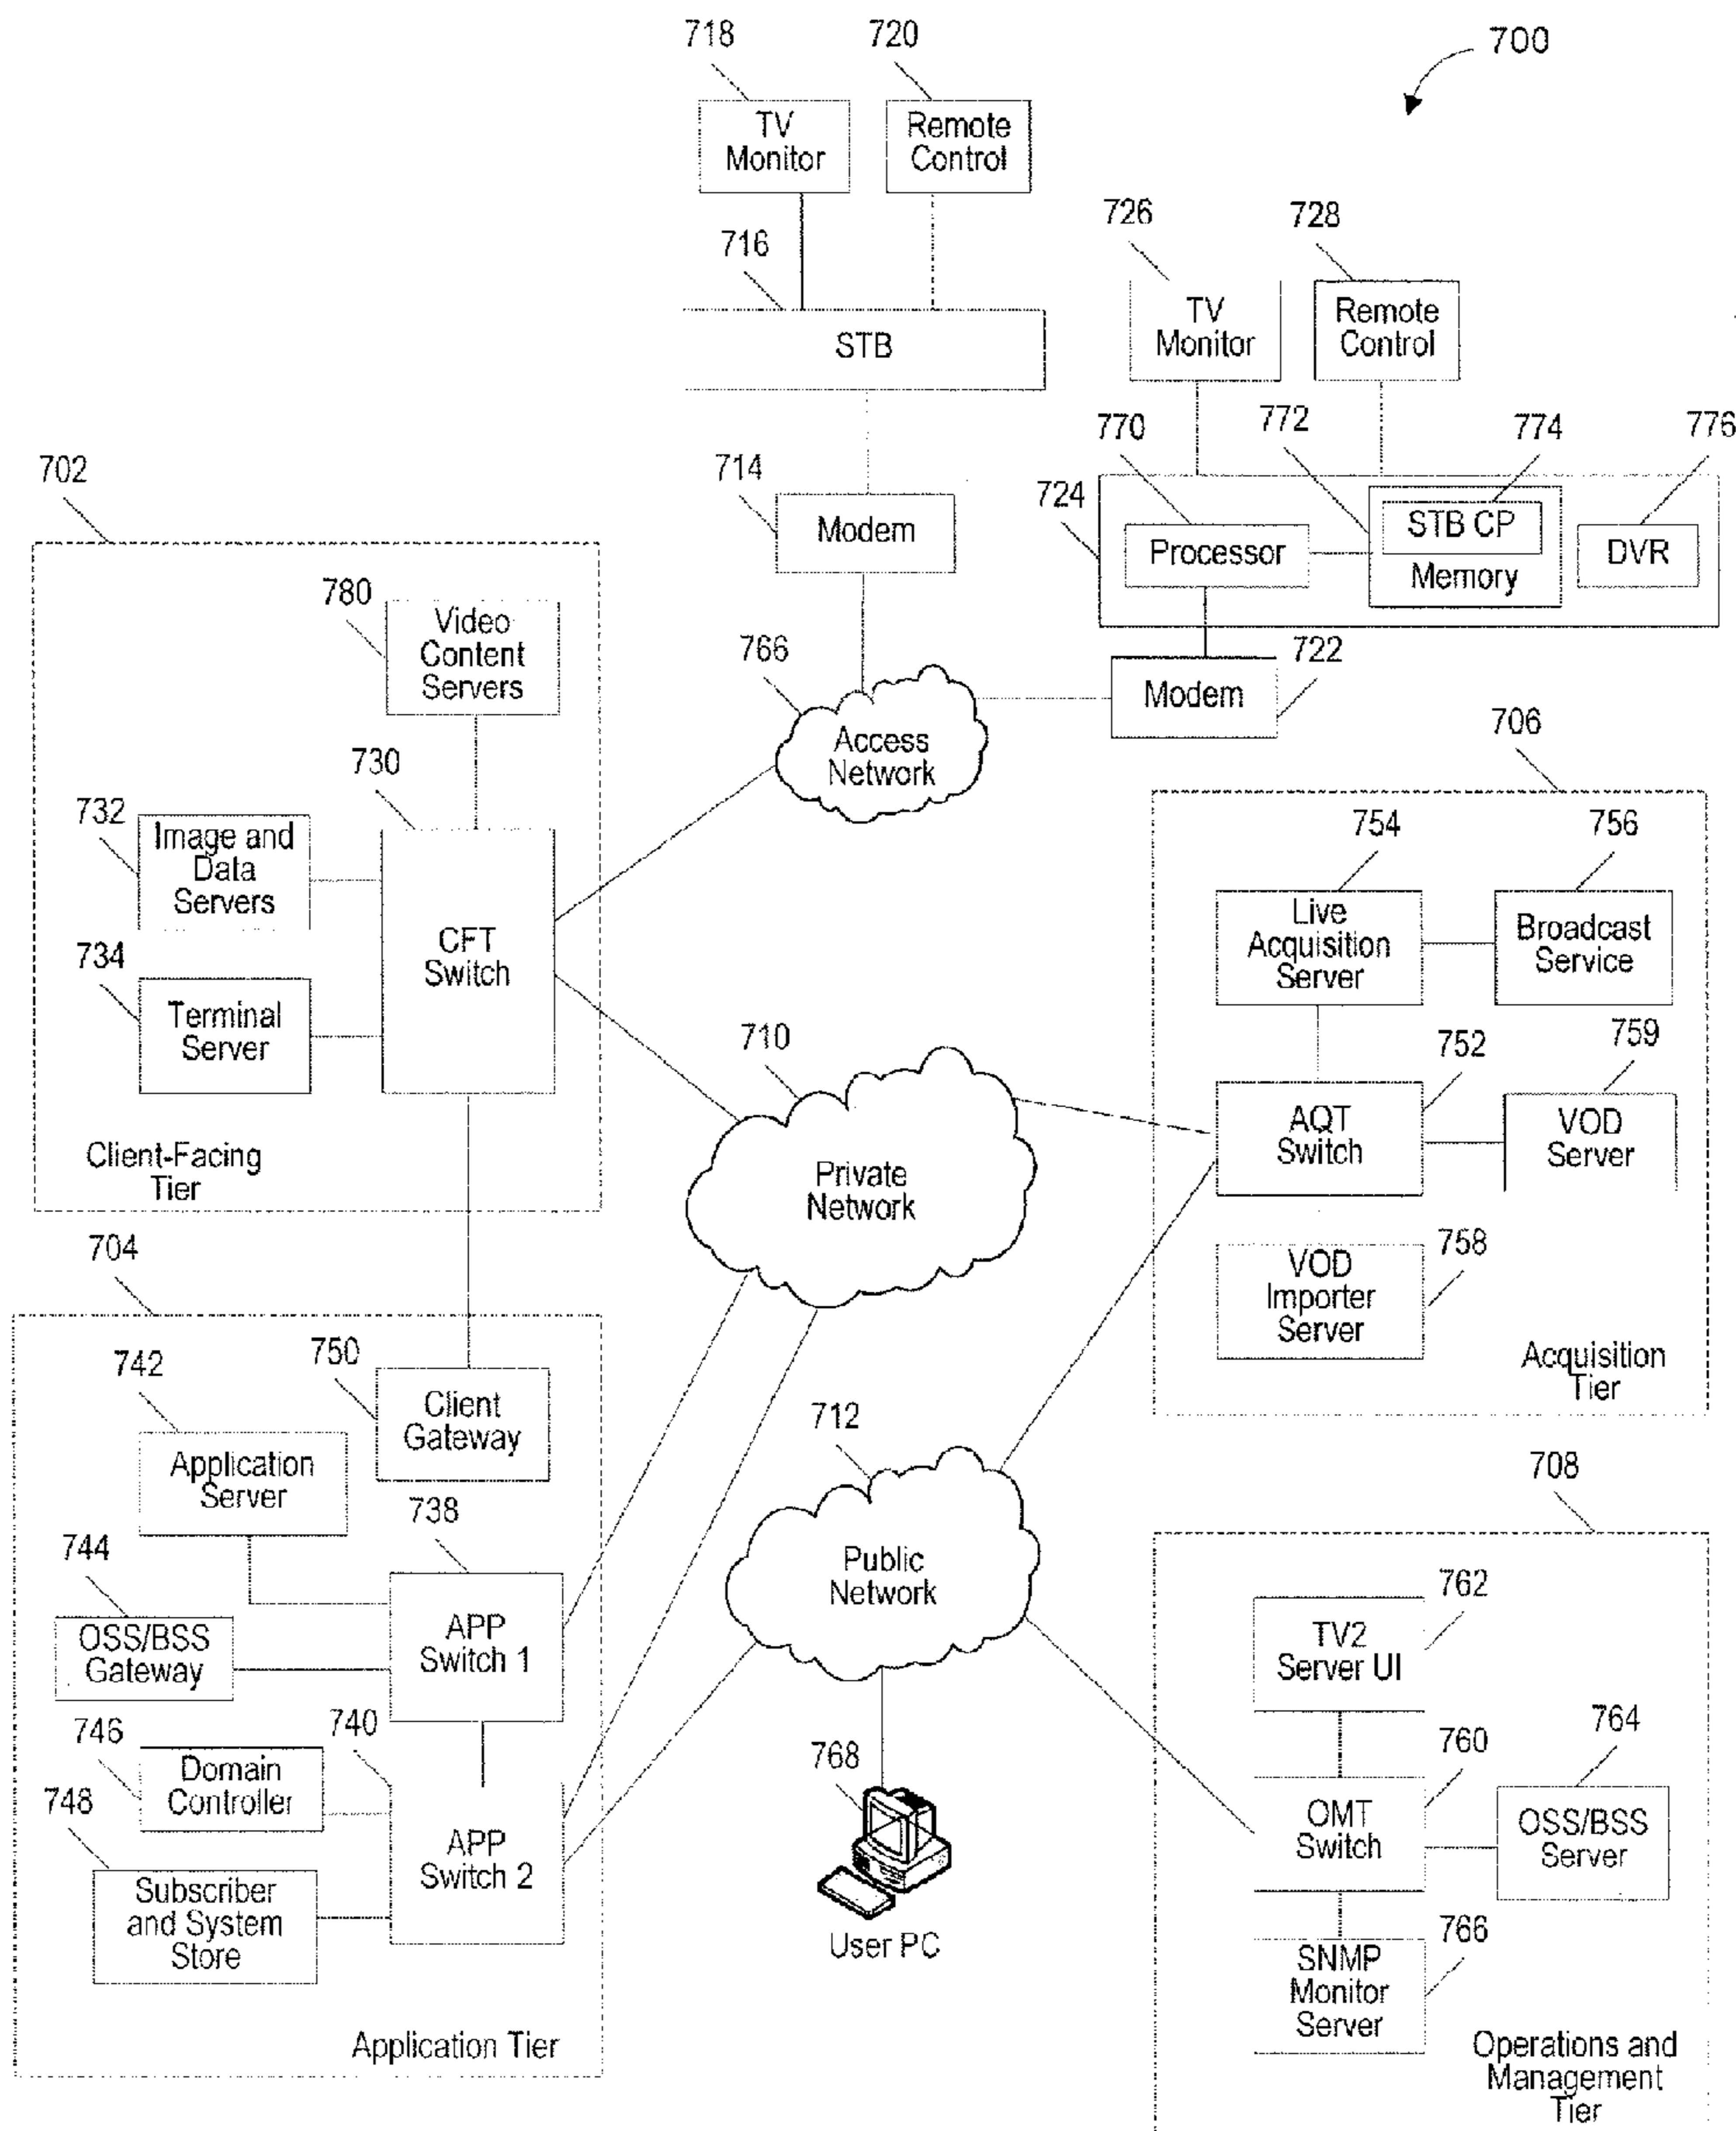 718
720
700
TV
Monitor
Remote
Control
726
728
716
TV
Monitor
Remote
Control
STB
770
772
774
776
702
714
724
STB CP
Modem
Processor
DVR
Memory
780
Video
Content
Servers
766
722
Modem
Access
Network
706
730
732
Image and
Data
Servers
754
756
Live
Acquisition
Server
Broadcast
Service
CFT
Switch
734
Terminal
Server
710
752
759
AQT
Switch
VOD
Server
Client-Facing
Tier
Private
Network
704
758
VOD
Importer
Server
742
750
Acquisition
Tier
Client
Gateway
712
Application
Server
708
738
744
Public
Network
762
OSS/BSS
Gateway
APP
Switch 1
TV2
Server UI
746
740
768
760
764
Domain
Controller
748
OMT
Switch
OSS/BSS
Server
APP
Switch 2
Subscriber
and System
Store
User PC
766
SNMP
Monitor
Server
Application Tier
Operations and
Management
Tier